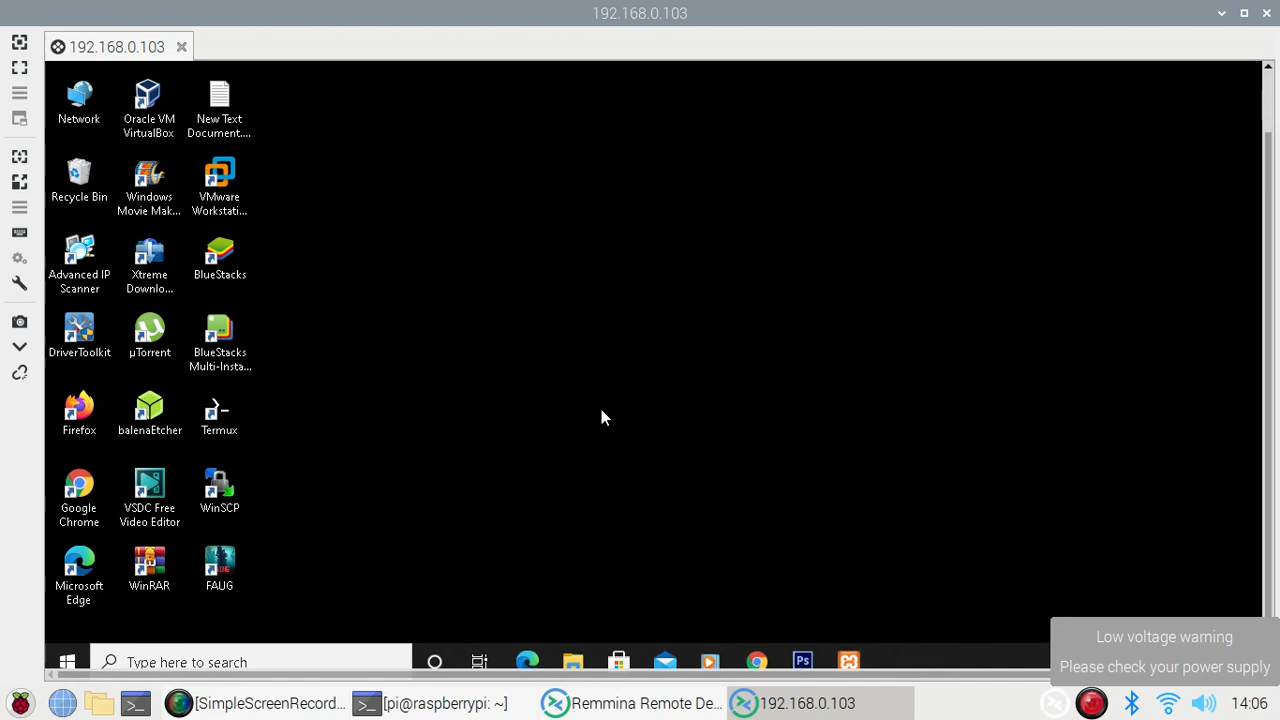 192.168.0.103
192.168.0.103
Network
Oracle VM
VirtualBox
New Text
Document....
Recycle Bin
Windows
Movie Mak...
VMware
Workstati...
Advanced IP
Scanner
Xtreme
Downlo...
BlueStacks
DriverToolkit
µTorrent
BlueStacks
Multi-Insta...
Firefox
balenaEtcher
Termux
Google
Chrome
VSDC Free
Video Editor
WinSCP
Microsoft
Edge
WinRAR
FAUG
Low voltage warning
Please check your power supply
Type here to search
Ps
[SimpleScreenRecord...
[pi@raspberrypi: ~]
Remmina Remote De...
192.168.0.103
14:06